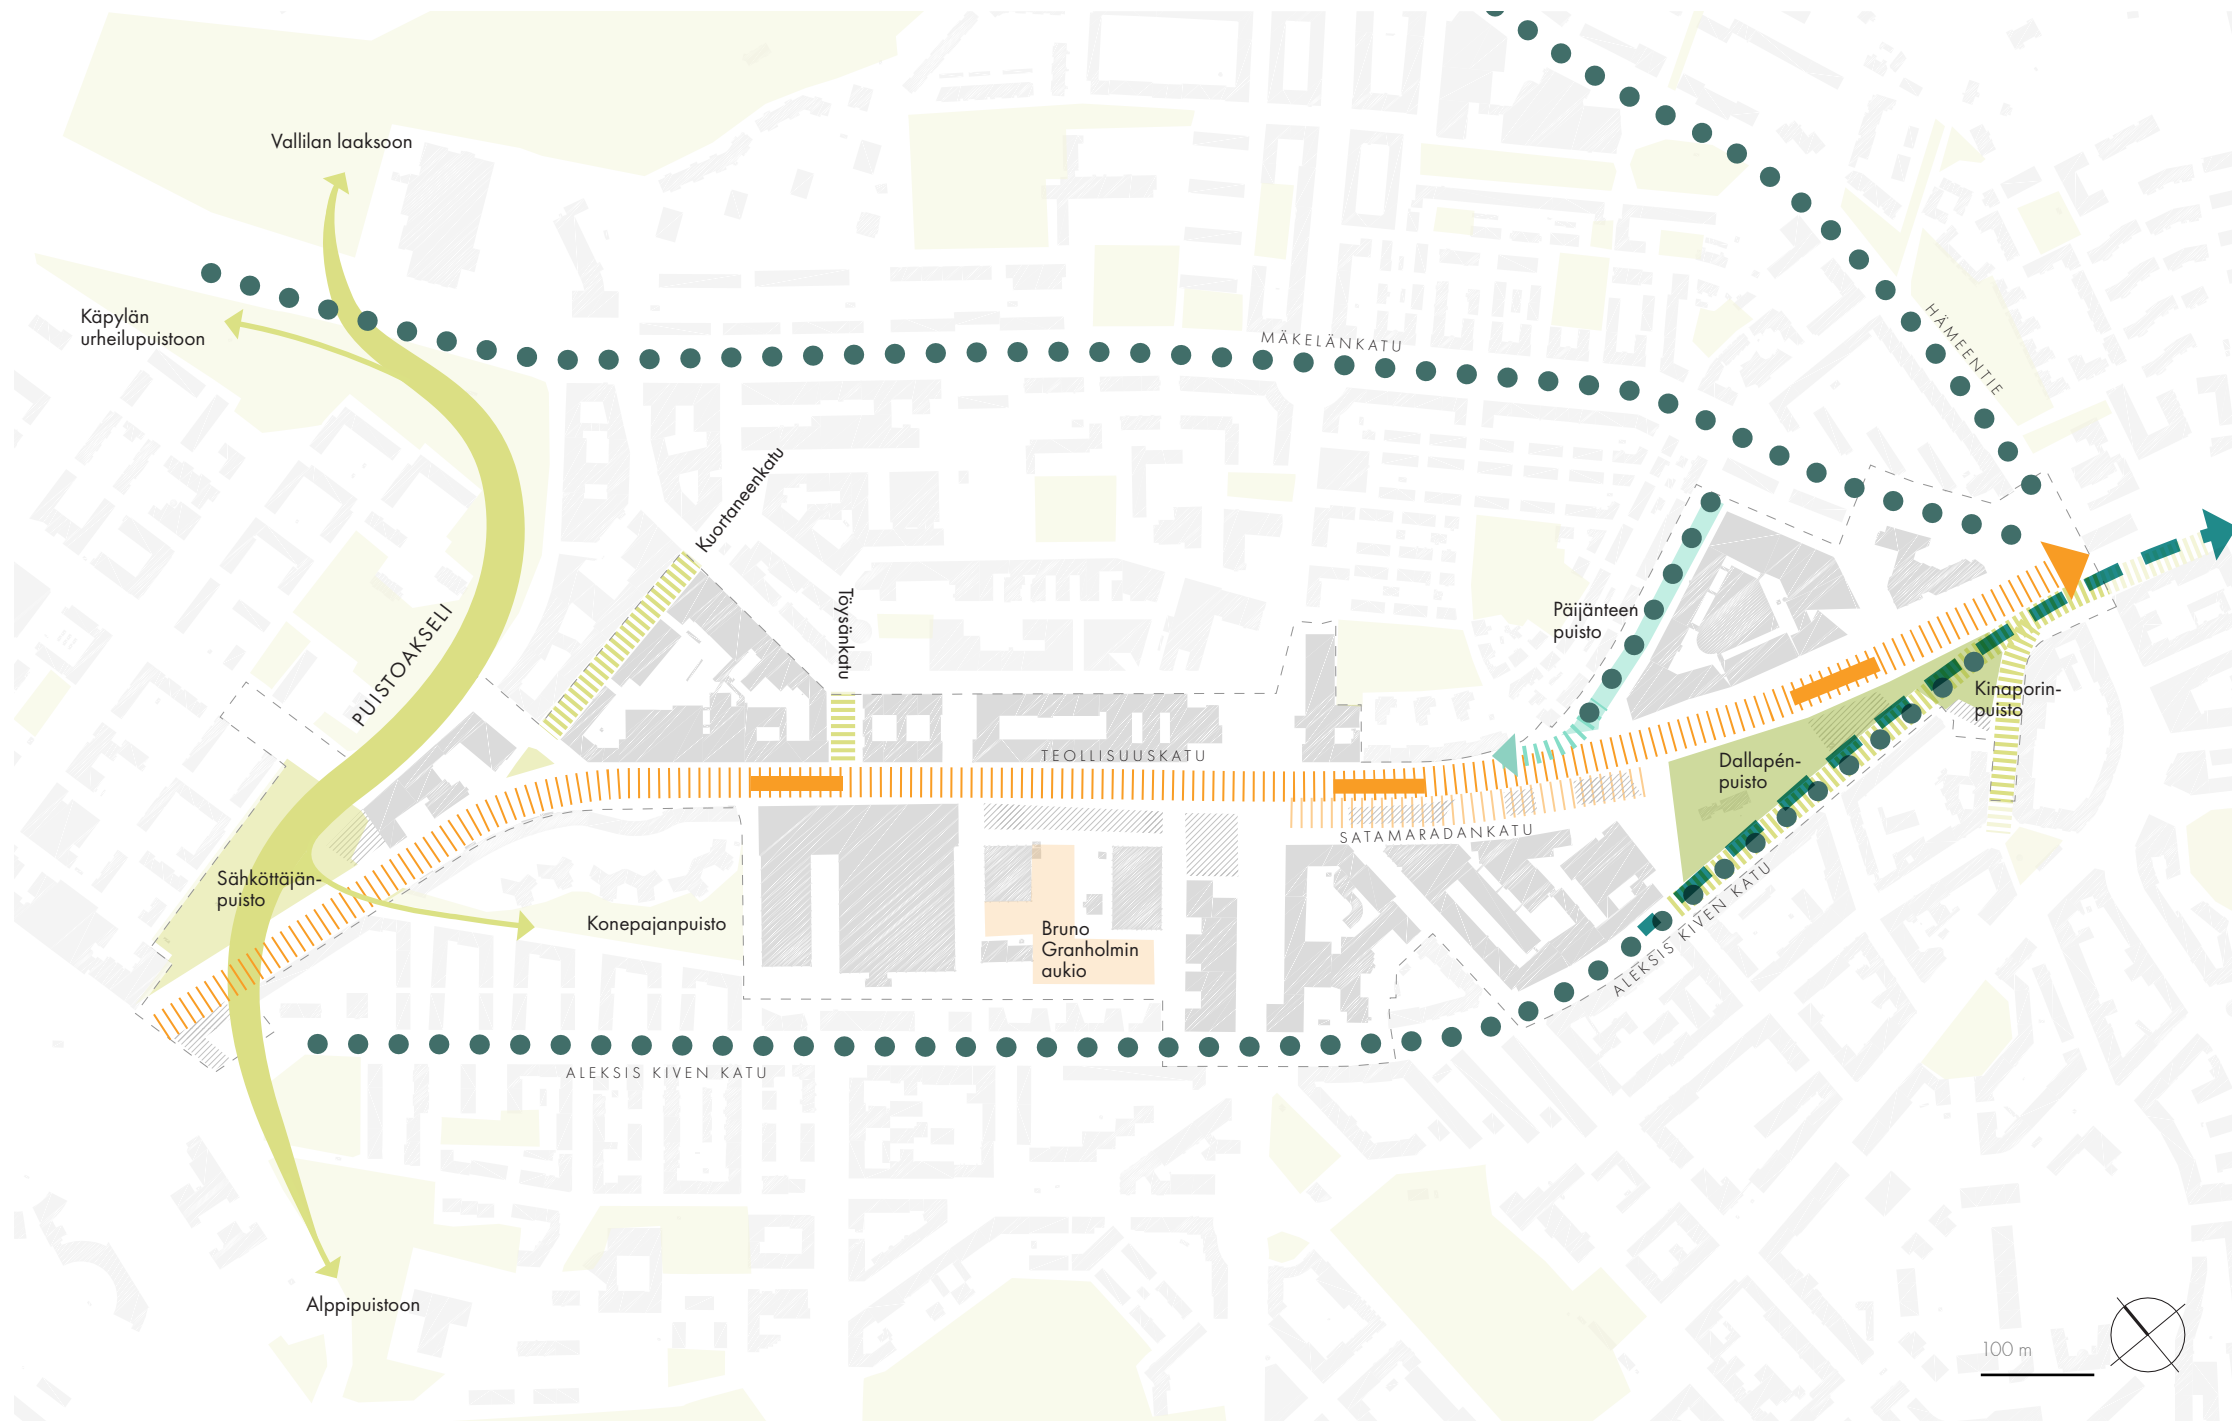 Vallilan laaksoon
Käpylän
urheilupuistoon
MÄKELÄNKATU
HÄMEENTIE
Kuortaneenkatu
Töysänkatu
PUISTOAKSELI
Päijänteen
puisto
Kinaporin-
puisto
TEOLLISUUSKATU
Dallapén-
puisto
SATAMARADANKATU
Sähköttäjän-
puisto
Konepajanpuisto
Bruno
Granholmin
aukio
ALEKSIS KIVEN KATU
ALEKSIS KIVEN KATU
Alppipuistoon
100 m